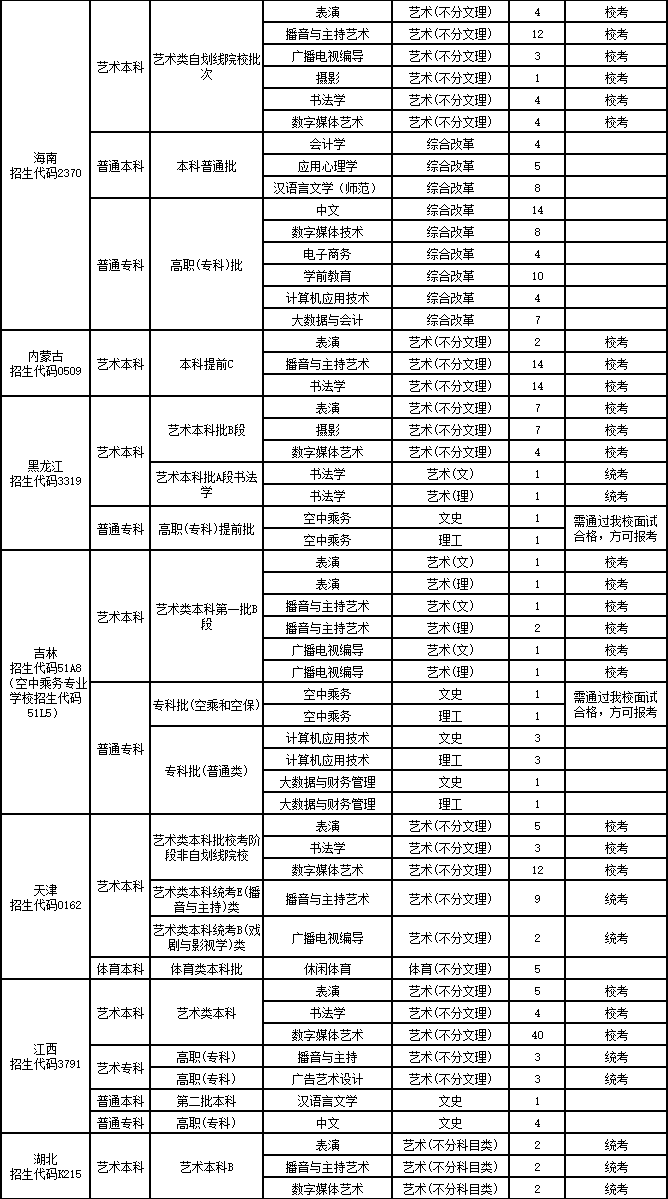 海南
招生代码2370
艺术本科
艺术类自划线院校批
次
表演 艺术(不分文理) 4 校考
播音与主持艺术 艺术(不分文理) 12 校考
广播电视编导 艺术(不分文理) 3 校考
摄影 艺术(不分文理) 1 校考
书法学 艺术(不分文理) 4 校考
数字媒体艺术 艺术(不分文理) 4 校考
普通本科
本科普通批
会计学 综合改革 4
应用心理学 综合改革 5
汉语言文学（师范） 综合改革 8
普通专科
高职(专科)批
中文 综合改革 14
数字媒体技术 综合改革 8
电子商务 综合改革 4
学前教育 综合改革 10
计算机应用技术 综合改革 4
大数据与会计 综合改革 7
内蒙古
招生代码0509
艺术本科
本科提前C
表演 艺术(不分文理) 2 校考
播音与主持艺术 艺术(不分文理) 14 校考
书法学 艺术(不分文理) 14 校考
黑龙江
招生代码3319
艺术本科
艺术本科批B段
表演 艺术(不分文理) 7 校考
摄影 艺术(不分文理) 7 校考
数字媒体艺术 艺术(不分文理) 4 校考
艺术本科批A段书法
学
书法学 艺术(文) 1 统考
书法学 艺术(理) 1 统考
普通专科
高职(专科)提前批
空中乘务 文史 1
空中乘务 理工 1
需通过我校面试
合格，方可报考
吉林
招生代码51A8
（空中乘务专业
学校招生代码
51L5）
艺术本科
艺术类本科第一批B
段
表演 艺术(文) 1 校考
表演 艺术(理) 1 校考
播音与主持艺术 艺术(文) 1 校考
播音与主持艺术 艺术(理) 2 校考
广播电视编导 艺术(文) 1 校考
广播电视编导 艺术(理) 1 校考
普通专科
专科批(空乘和空保)
空中乘务 文史 1
空中乘务 理工 1
需通过我校面试
合格，方可报考
专科批(普通类)
计算机应用技术 文史 3
计算机应用技术 理工 3
大数据与财务管理 文史 1
大数据与财务管理 理工 1
天津
招生代码0162
艺术本科
艺术类本科批校考阶
段非自划线院校
表演 艺术(不分文理) 5 校考
书法学 艺术(不分文理) 3 校考
数字媒体艺术 艺术(不分文理) 12 校考
艺术类本科统考E(播
音与主持)类
播音与主持艺术 艺术(不分文理) 9 统考
艺术类本科统考B(戏
剧与影视学)类
广播电视编导 艺术(不分文理) 2 统考
体育本科 体育类本科批 休闲体育 体育(不分文理) 5
江西
招生代码3791
艺术本科
艺术类本科
表演 艺术(不分文理) 5 校考
书法学 艺术(不分文理) 4 校考
数字媒体艺术 艺术(不分文理) 40 校考
艺术专科
高职(专科) 播音与主持 艺术(不分文理) 3 统考
高职(专科) 广告艺术设计 艺术(不分文理) 3 统考
普通本科 第二批本科 汉语言文学 文史 1
普通专科 高职(专科) 中文 文史 4
湖北
招生代码K215
艺术本科
艺术本科B
表演 艺术(不分科目类) 2 统考
播音与主持艺术 艺术(不分科目类) 2 统考
数字媒体艺术 艺术(不分科目类) 2 统考